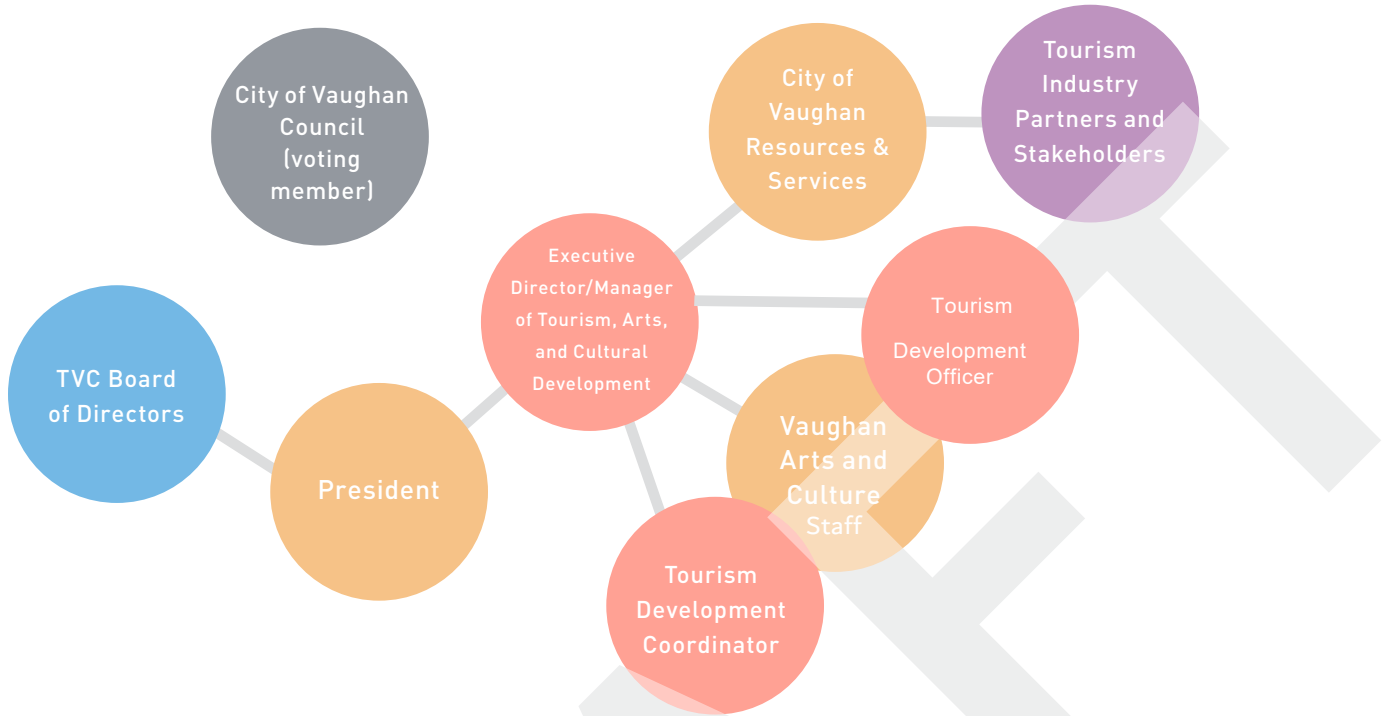 City of Vaughan
Council
(voting
member)
City of
Vaughan
Resources &
Services
Tourism
Industry
Partners and
Stakeholders
Executive
Director/Manager
of Tourism, Arts,
and Cultural
Development
Tourism
Development
Officer
TVC Board
of Directors
President
Vaughan
Arts and
Culture
Staff
Tourism
Development
Coordinator